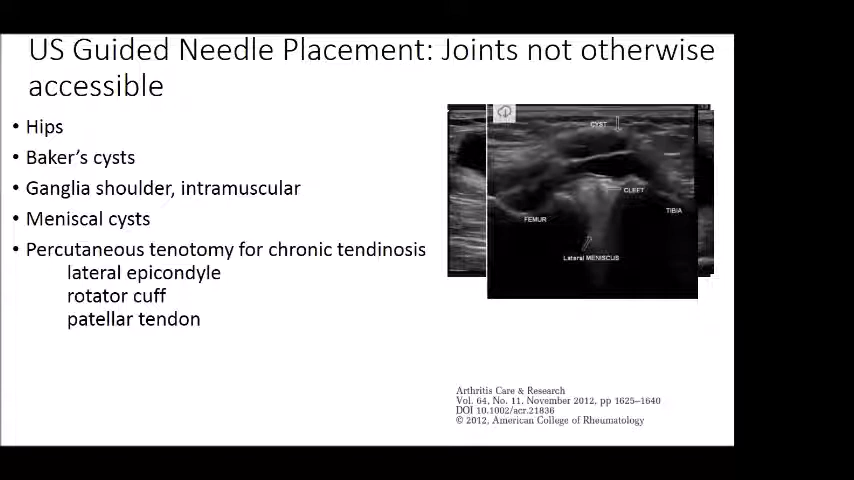 US Guided Needle Placement: Joints not otherwise
accessible
• Hips
• Baker's cysts
• Ganglia shoulder, intramuscular
• Meniscal cysts
• Percutaneous tenotomy for chronic tendinosis
lateral epicondyle
rotator cuff
patellar tendon
CYST
CLEFT
TIBIA
FEMUR
Lateral MENISCUS
Arthritis Care & Research
Vol. 64, No. 11, November 2012, pp 1625–1640
DOI 10.1002/acr.21836
© 2012, American College of Rheumatology